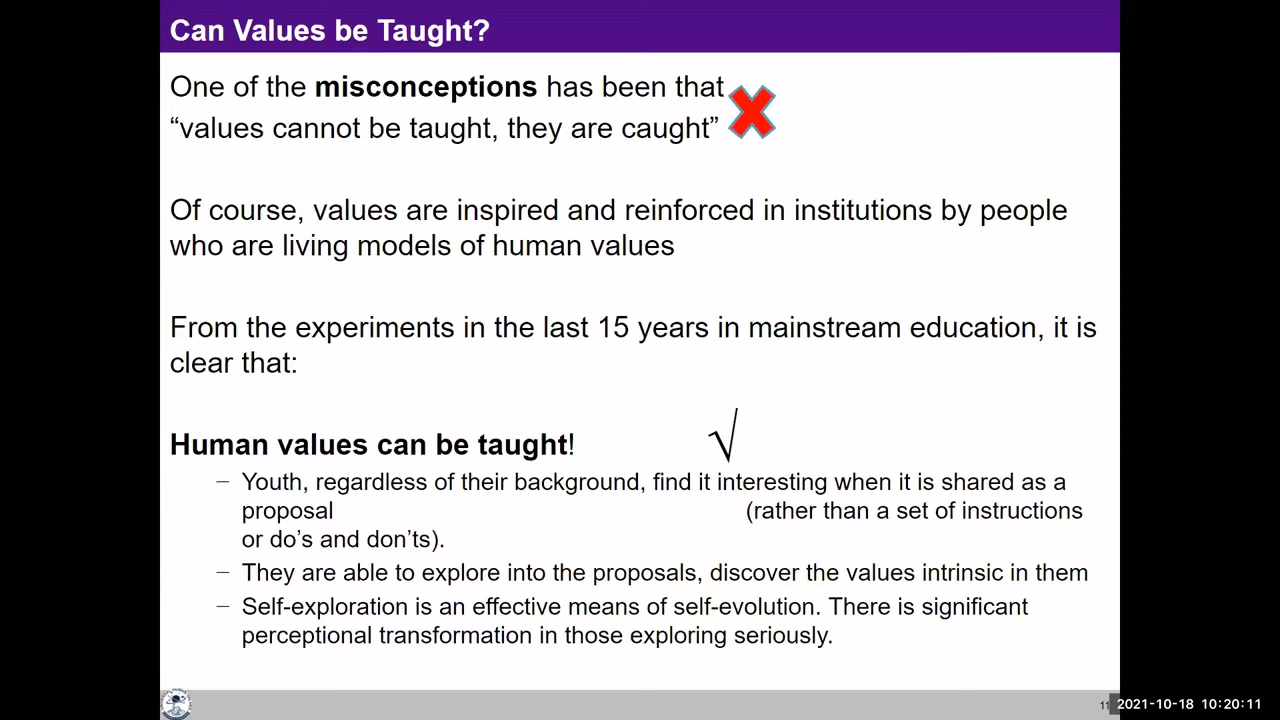 Can Values be Taught?
One of the misconceptions has been that
“values cannot be taught, they are caught”
Of course, values are inspired and reinforced in institutions by people
who are living models of human values
From the experiments in the last 15 years in mainstream education, it is
clear that:
Human values can be taught! √
– Youth, regardless of their background, find it interesting when it is shared as a
proposal (rather than a set of instructions
or do’s and don’ts).
– They are able to explore into the proposals, discover the values intrinsic in them
– Self-exploration is an effective means of self-evolution. There is significant
perceptional transformation in those exploring seriously.
2021-10-18 10:20:11